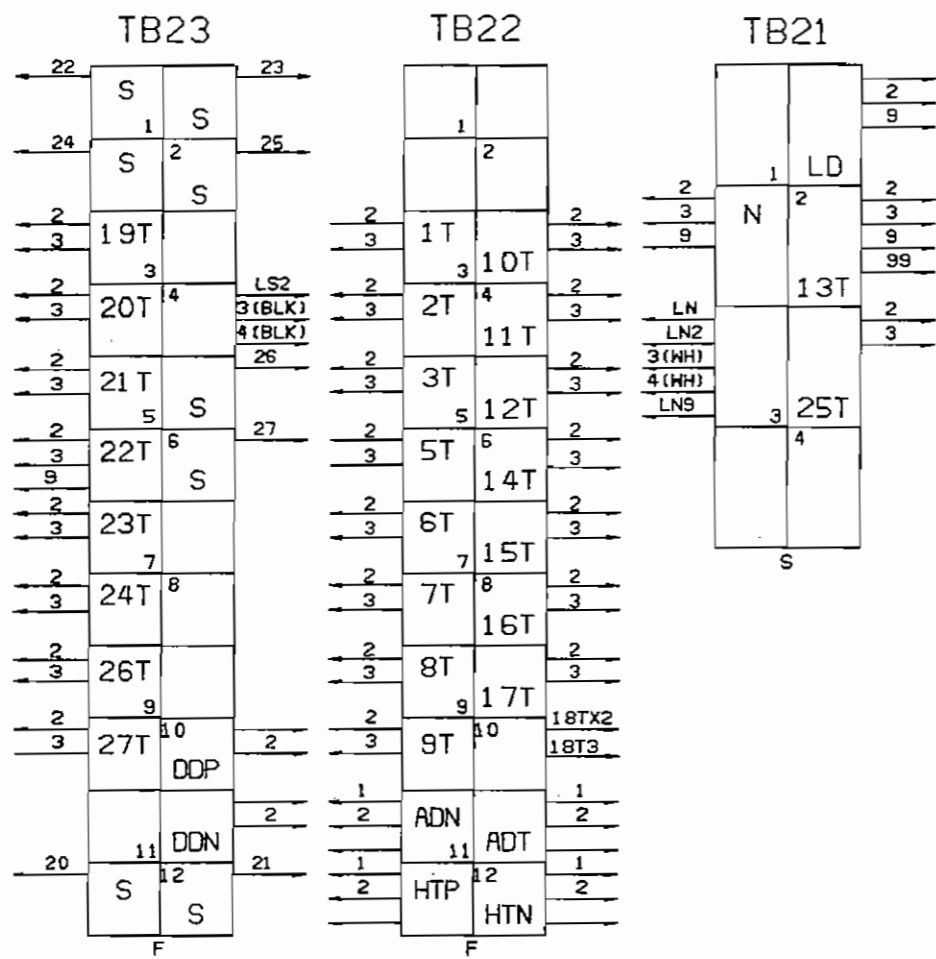 TB23
22
23
S
S
1
24
25
S
2
S
2
3
19T
3
2
3
20T
4
LS2
3(BLK)
4(BLK)
2
3
21T
5
S
26
2
3
9
22T
6
S
27
2
3
23T
7
2
3
24T
8
2
3
26T
9
2
3
27T
10
DDP
2
11
DDN
2
20
S
12
S
21
F
TB22
1
2
2
3
1T
3
10T
2
3
2
3
2T
4
11T
2
3
2
3
3T
5
12T
2
3
2
3
5T
6
14T
2
3
2
3
6T
7
15T
2
3
2
3
7T
8
16T
2
3
2
3
8T
9
17T
2
3
2
3
9T
10
18TX2
18T3
1
2
ADN
11
ADT
1
2
1
2
HTP
12
HTN
1
2
F
TB21
1
LD
2
9
2
3
9
N
2
13T
2
3
9
99
LN
LN2
3(WH)
4(WH)
LN9
3
25T
2
3
4
S